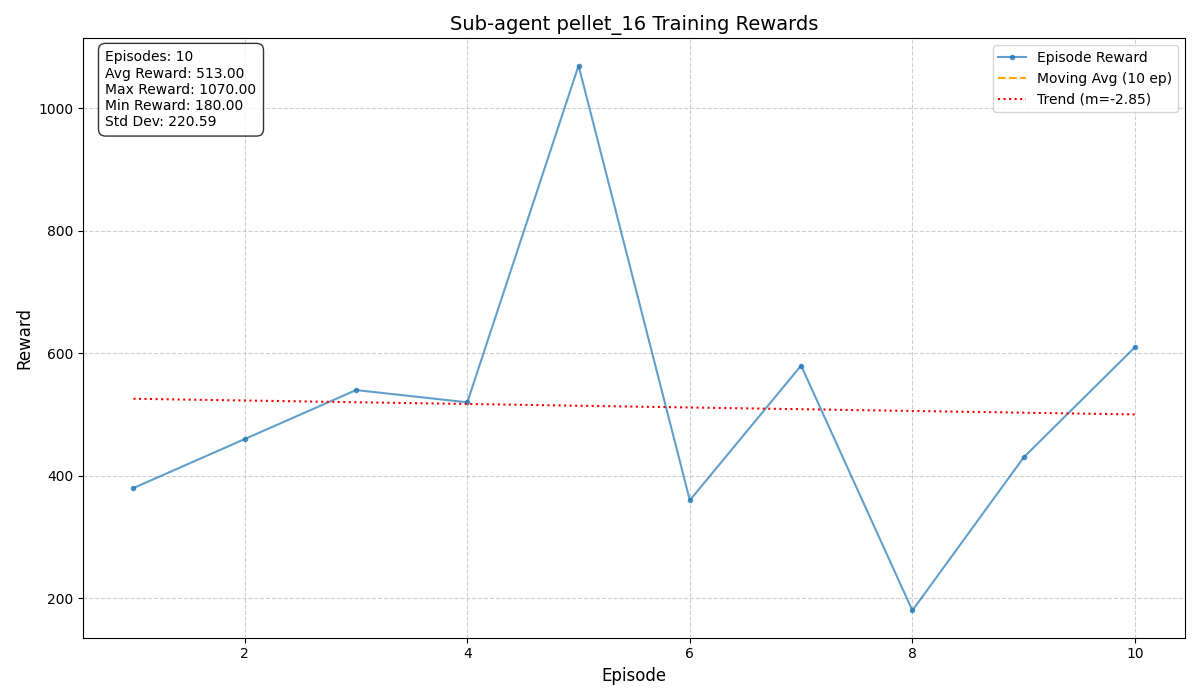 Sub-agent pellet_16 Training Rewards
Episodes: 10
Avg Reward: 513.00
Max Reward: 1070.00
Min Reward: 180.00
Std Dev: 220.59
Episode Reward
Moving Avg (10 ep)
Trend (m=-2.85)
1000
800
600
400
200
Reward
2 4 6 8 10
Episode